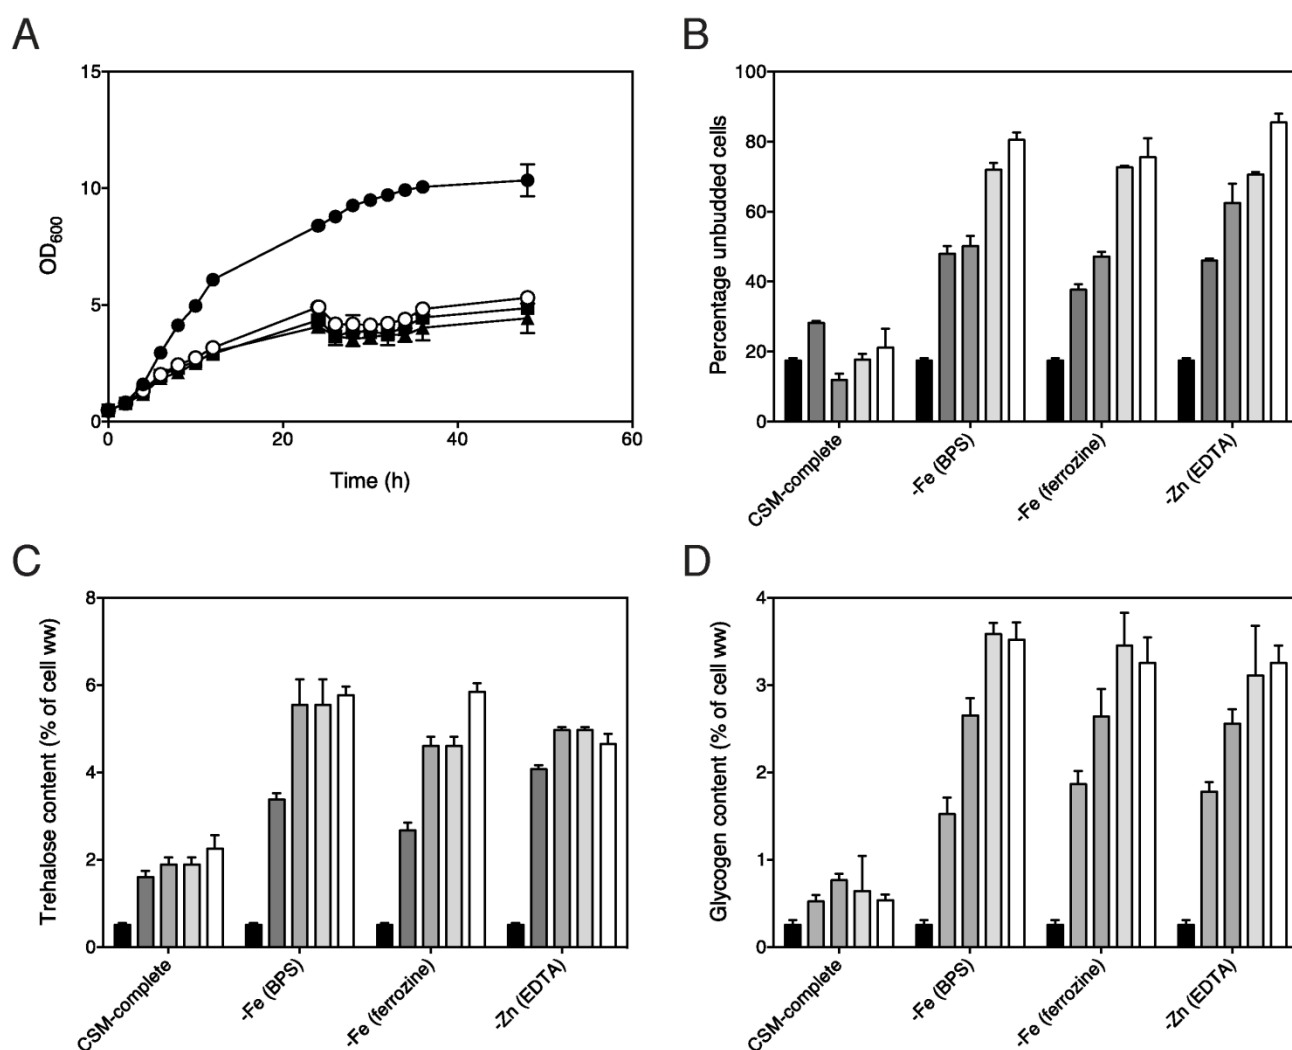 A
15
10
5
0
OD600
0
20
40
60
Time (h)
B
100
80
60
40
20
0
Percentage unbudded cells
CSM-complete
-Fe (BPS)
-Fe (ferrozine)
-Zn (EDTA)
C
8
6
4
2
0
Trehalose content (% of cell ww)
CSM-complete
-Fe (BPS)
-Fe (ferrozine)
-Zn (EDTA)
D
4
3
2
1
0
Glycogen content (% of cell ww)
CSM-complete
-Fe (BPS)
-Fe (ferrozine)
-Zn (EDTA)